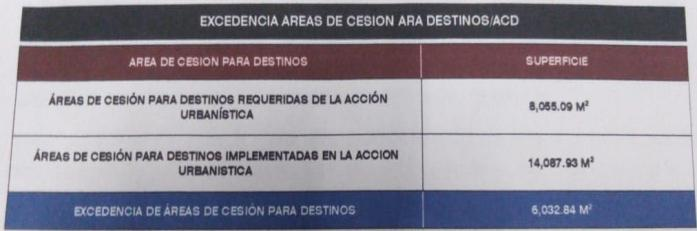 EXCEDENCIA AREAS DE CESION ARA DESTINOS/ACD
AREA DE CESION PARA DESTINOS SUPERFICIE
ÁREAS DE CESIÓN PARA DESTINOS REQUERIDAS DE LA ACCIÓN
URBANÍSTICA
8,055.09 M²
ÁREAS DE CESIÓN PARA DESTINOS IMPLEMENTADAS EN LA ACCION
URBANISTICA
14,087.93 M²
EXCEDENCIA DE ÁREAS DE CESIÓN PARA DESTINOS 6,032.84 M²